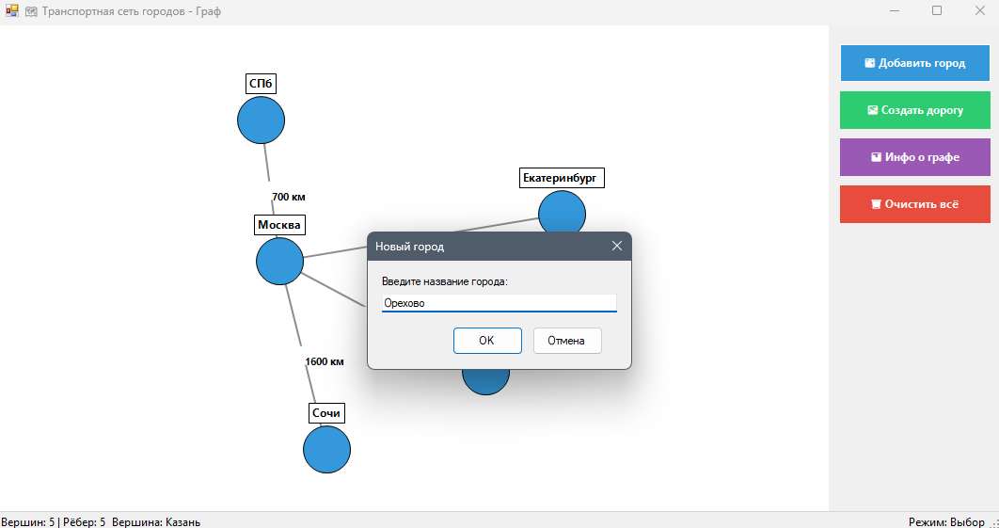 Транспортная сеть городов - Граф
Добавить город
Создать дорогу
Инфо о графе
Очистить всё
СПб
700 км
Москва
Екатеринбург
Новый город
Введите название города:
Орехово
OK
Отмена
1600 км
Сочи
Вершин: 5 | Рёбер: 5 Вершина: Казань
Режим: Выбор